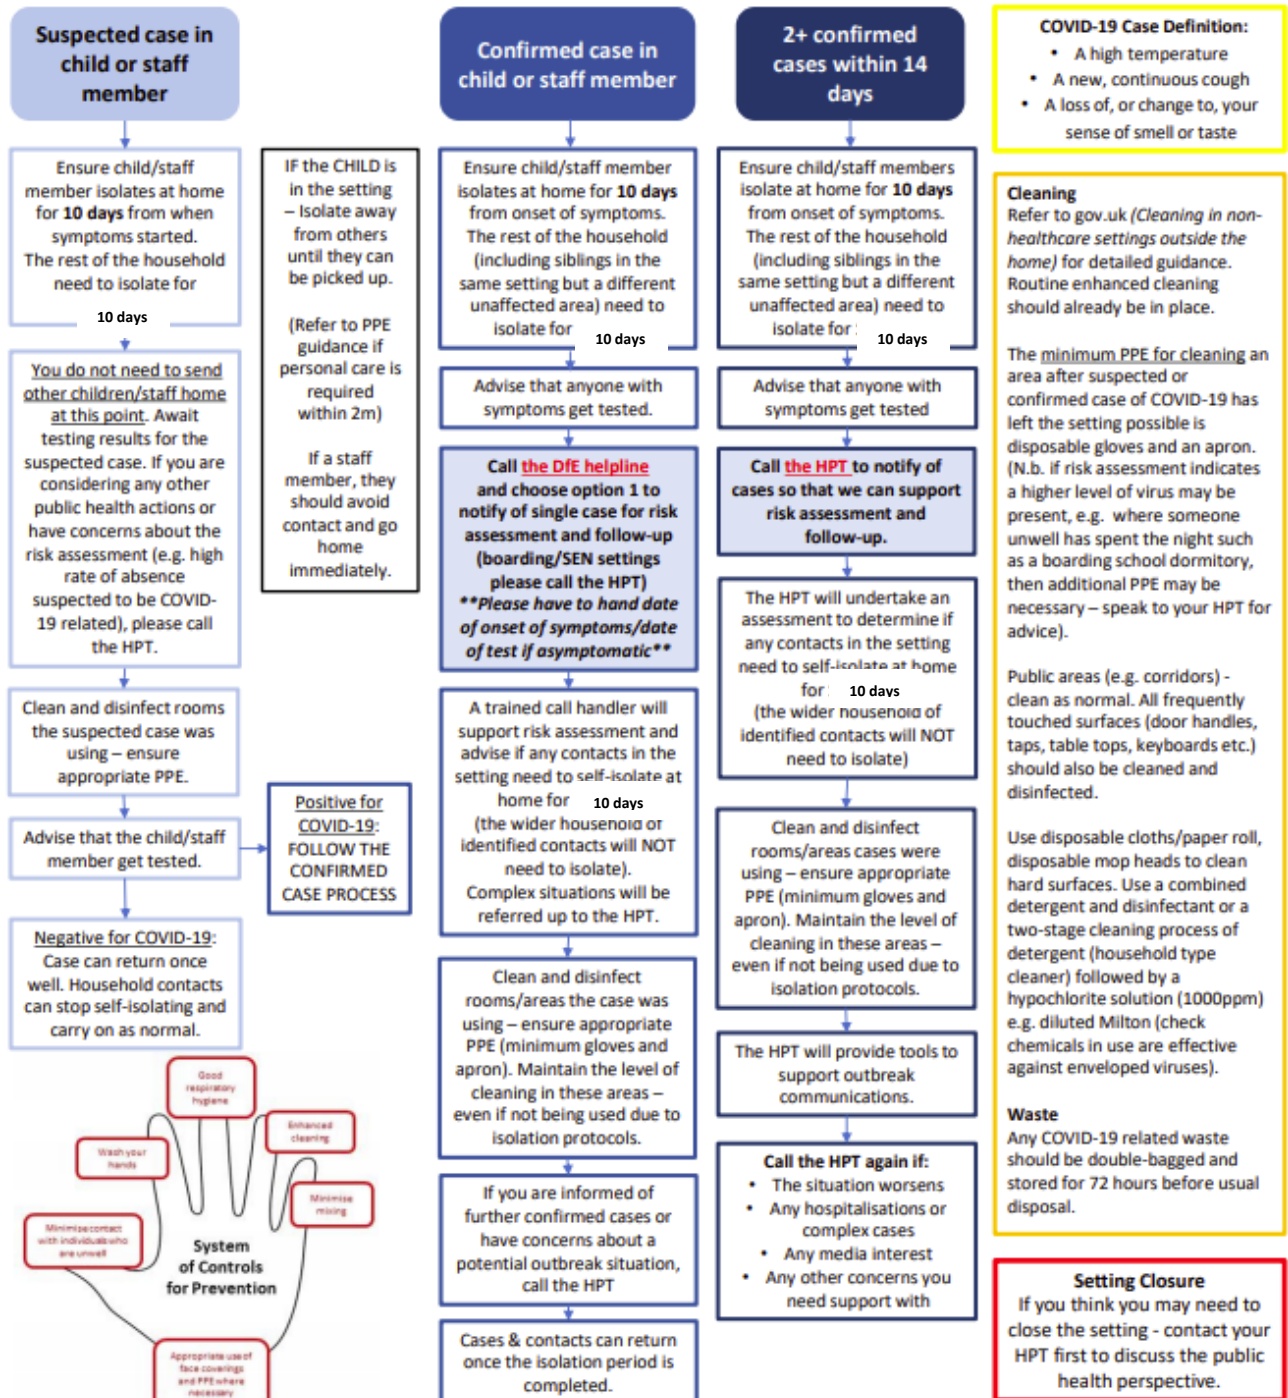 Suspected case in
child or staff
member
Ensure child/staff
member isolates at home
for 10 days from when
symptoms started.
The rest of the household
need to isolate for
10 days
You do not need to send
other children/staff home
at this point. Await
testing results for the
suspected case. If you are
considering any other
public health actions or
have concerns about the
risk assessment (e.g. high
rate of absence
suspected to be COVID-
19 related), please call
the HPT.
Clean and disinfect rooms
the suspected case was
using – ensure
appropriate PPE.
Advise that the child/staff
member get tested.
Negative for COVID-19:
Case can return once
well. Household contacts
can stop self-isolating and
carry on as normal.
IF the CHILD is
in the setting
– Isolate away
from others
until they can
be picked up.
(Refer to PPE
guidance if
personal care is
required
within 2m)
If a staff
member, they
should avoid
contact and go
home
immediately.
Positive for
COVID-19:
FOLLOW THE
CONFIRMED
CASE PROCESS
Good
respiratory
hygiene
Enhanced
cleaning
Wash your
hands
Minimise
mixing
Minimise contact
with individuals who
are unwell
System
of Controls
for Prevention
Appropriate use of
face coverings
and PPE where
necessary
Confirmed case in
child or staff member
Ensure child/staff member
isolates at home for 10 days
from onset of symptoms.
The rest of the household
(including siblings in the
same setting but a different
unaffected area) need to
isolate for
10 days
Advise that anyone with
symptoms get tested.
Call the DfE helpline
and choose option 1 to
notify of single case for risk
assessment and follow-up
(boarding/SEN settings
please call the HPT)
**Please have to hand date
of onset of symptoms/date
of test if asymptomatic**
A trained call handler will
support risk assessment and
advise if any contacts in the
setting need to self-isolate at
home for
10 days
(the wider household of
identified contacts will NOT
need to isolate).
Complex situations will be
referred up to the HPT.
Clean and disinfect
rooms/areas the case was
using – ensure appropriate
PPE (minimum gloves and
apron). Maintain the level of
cleaning in these areas –
even if not being used due to
isolation protocols.
If you are informed of
further confirmed cases or
have concerns about a
potential outbreak situation,
call the HPT
Cases & contacts can return
once the isolation period is
completed.
2+ confirmed
cases within 14
days
Ensure child/staff members
isolate at home for 10 days
from onset of symptoms.
The rest of the household
(including siblings in the
same setting but a different
unaffected area) need to
isolate for
10 days
Advise that anyone with
symptoms get tested
Call the HPT to notify of
cases so that we can support
risk assessment and
follow-up.
The HPT will undertake an
assessment to determine if
any contacts in the setting
need to self-isolate at home
for
10 days
(the wider household of
identified contacts will NOT
need to isolate)
Clean and disinfect
rooms/areas cases were
using – ensure appropriate
PPE (minimum gloves and
apron). Maintain the level of
cleaning in these areas –
even if not being used due to
isolation protocols.
The HPT will provide tools to
support outbreak
communications.
Call the HPT again if:
• The situation worsens
• Any hospitalisations or
complex cases
• Any media interest
• Any other concerns you
need support with
COVID-19 Case Definition:
• A high temperature
• A new, continuous cough
• A loss of, or change to, your
sense of smell or taste
Cleaning
Refer to gov.uk (Cleaning in non-
healthcare settings outside the
home) for detailed guidance.
Routine enhanced cleaning
should already be in place.
The minimum PPE for cleaning an
area after suspected or
confirmed case of COVID-19 has
left the setting possible is
disposable gloves and an apron.
(N.b. if risk assessment indicates
a higher level of virus may be
present, e.g. where someone
unwell has spent the night such
as a boarding school dormitory,
then additional PPE may be
necessary – speak to your HPT for
advice).
Public areas (e.g. corridors) -
clean as normal. All frequently
touched surfaces (door handles,
taps, table tops, keyboards etc.)
should also be cleaned and
disinfected.
Use disposable cloths/paper roll,
disposable mop heads to clean
hard surfaces. Use a combined
detergent and disinfectant or a
two-stage cleaning process of
detergent (household type
cleaner) followed by a
hypochlorite solution (1000ppm)
e.g. diluted Milton (check
chemicals in use are effective
against enveloped viruses).
Waste
Any COVID-19 related waste
should be double-bagged and
stored for 72 hours before usual
disposal.
Setting Closure
If you think you may need to
close the setting - contact your
HPT first to discuss the public
health perspective.